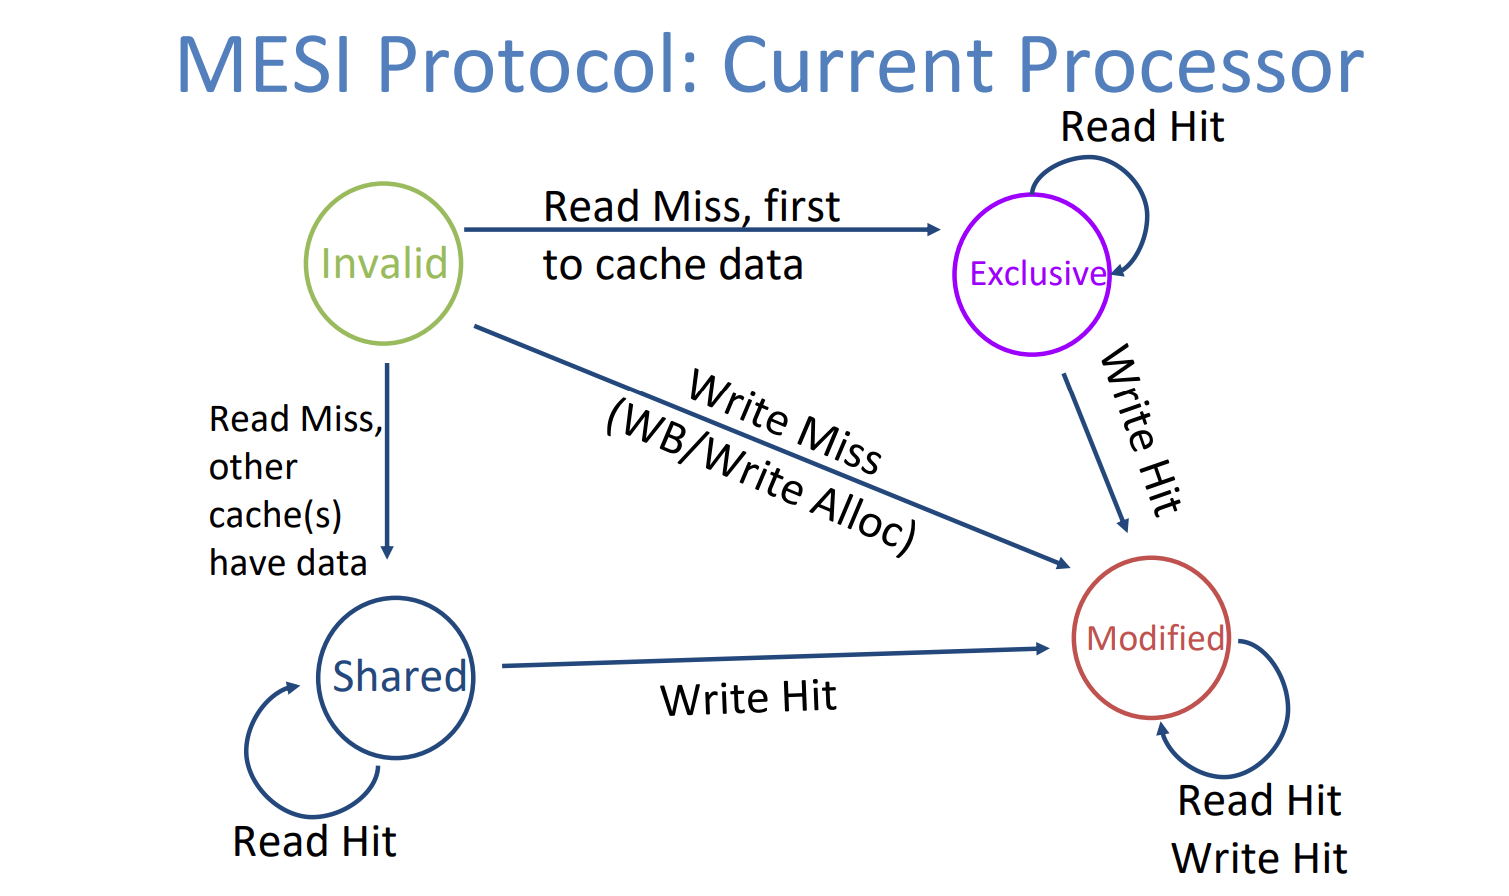 MESI Protocol: Current Processor
Read Hit
Read Miss, first
to cache data
Invalid
Exclusive
Write Miss
(WB/Write Alloc)
Write Hit
Read Miss,
other
cache(s)
have data
Shared
Modified
Write Hit
Read Hit
Read Hit
Write Hit